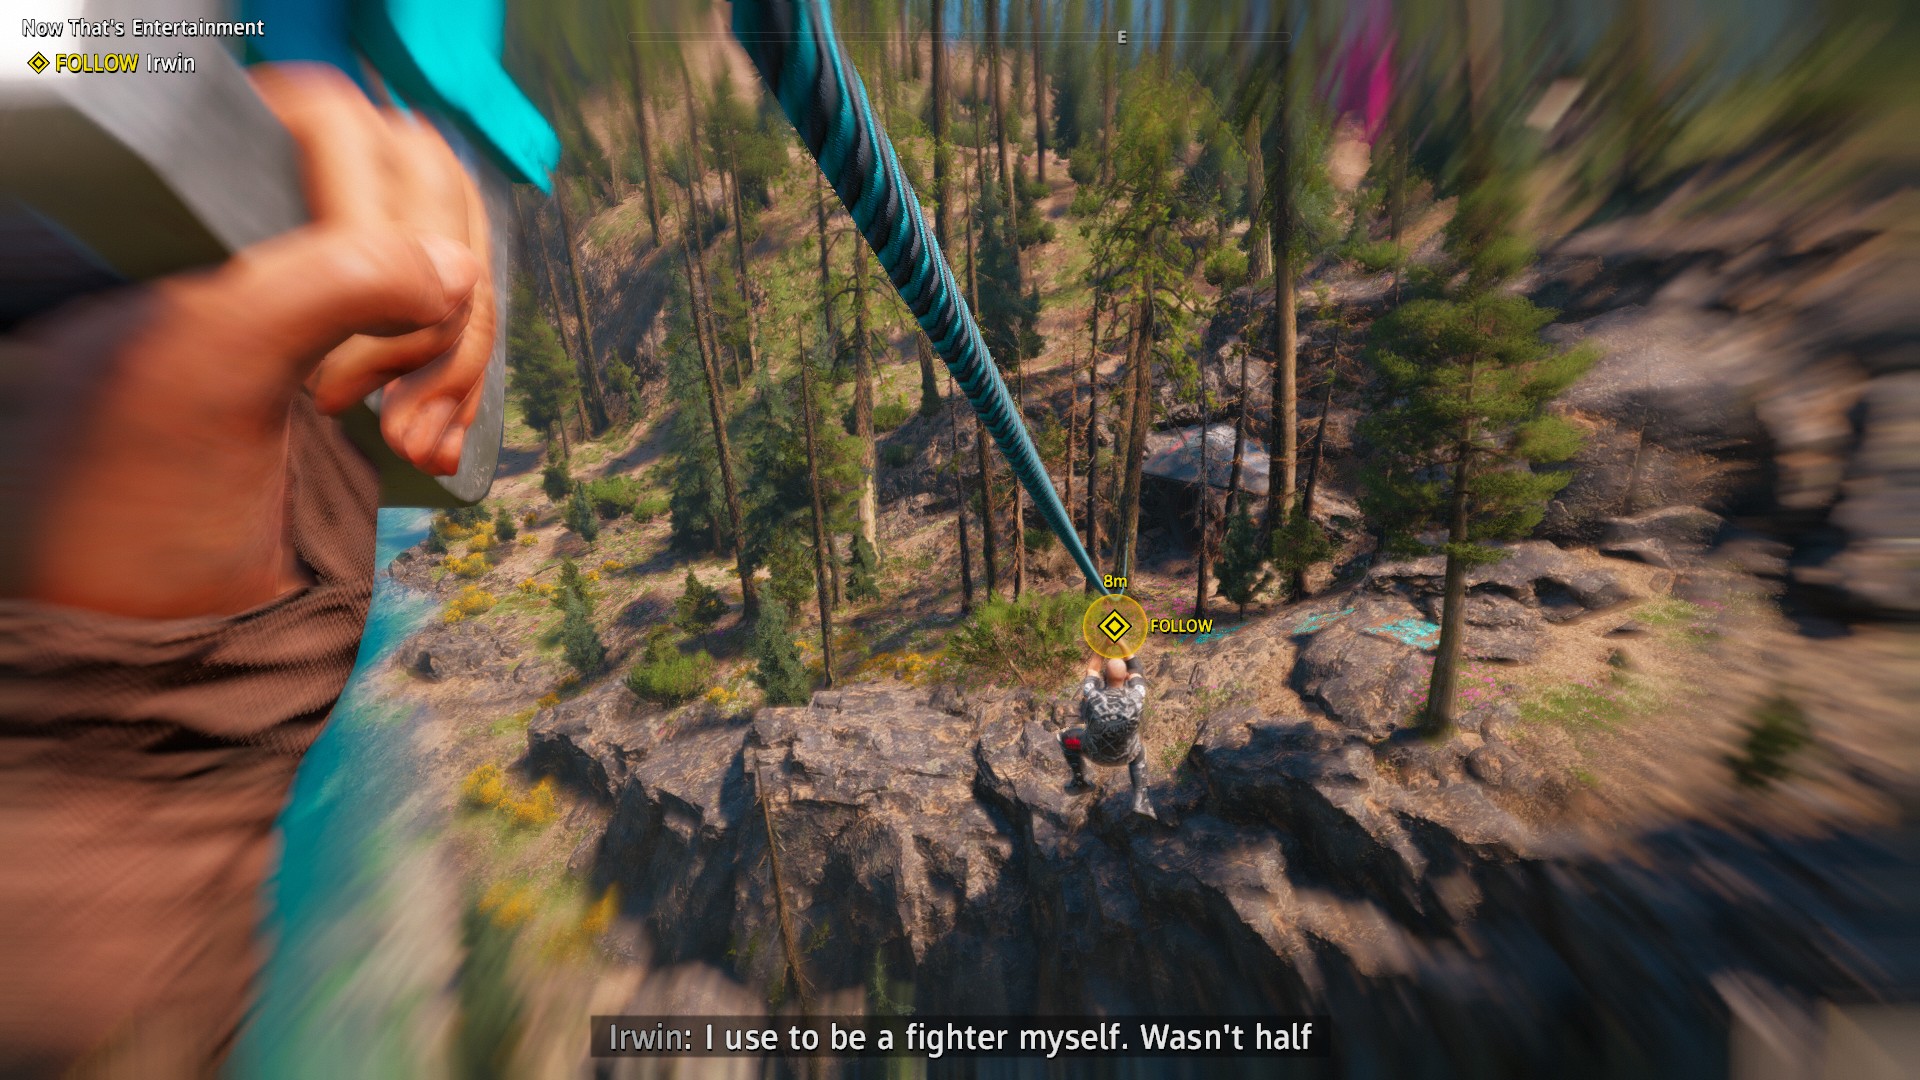 Now That's Entertainment
FOLLOW Irwin
E
8m
FOLLOW
Irwin: I use to be a fighter myself. Wasn't half